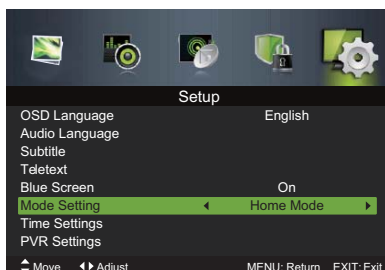 Setup
OSD Language English
Audio Language
Subtitle
Teletext
Blue Screen On
Mode Setting Home Mode
Time Settings
PVR Settings
Move Adjust MENU: Return EXIT: Exit